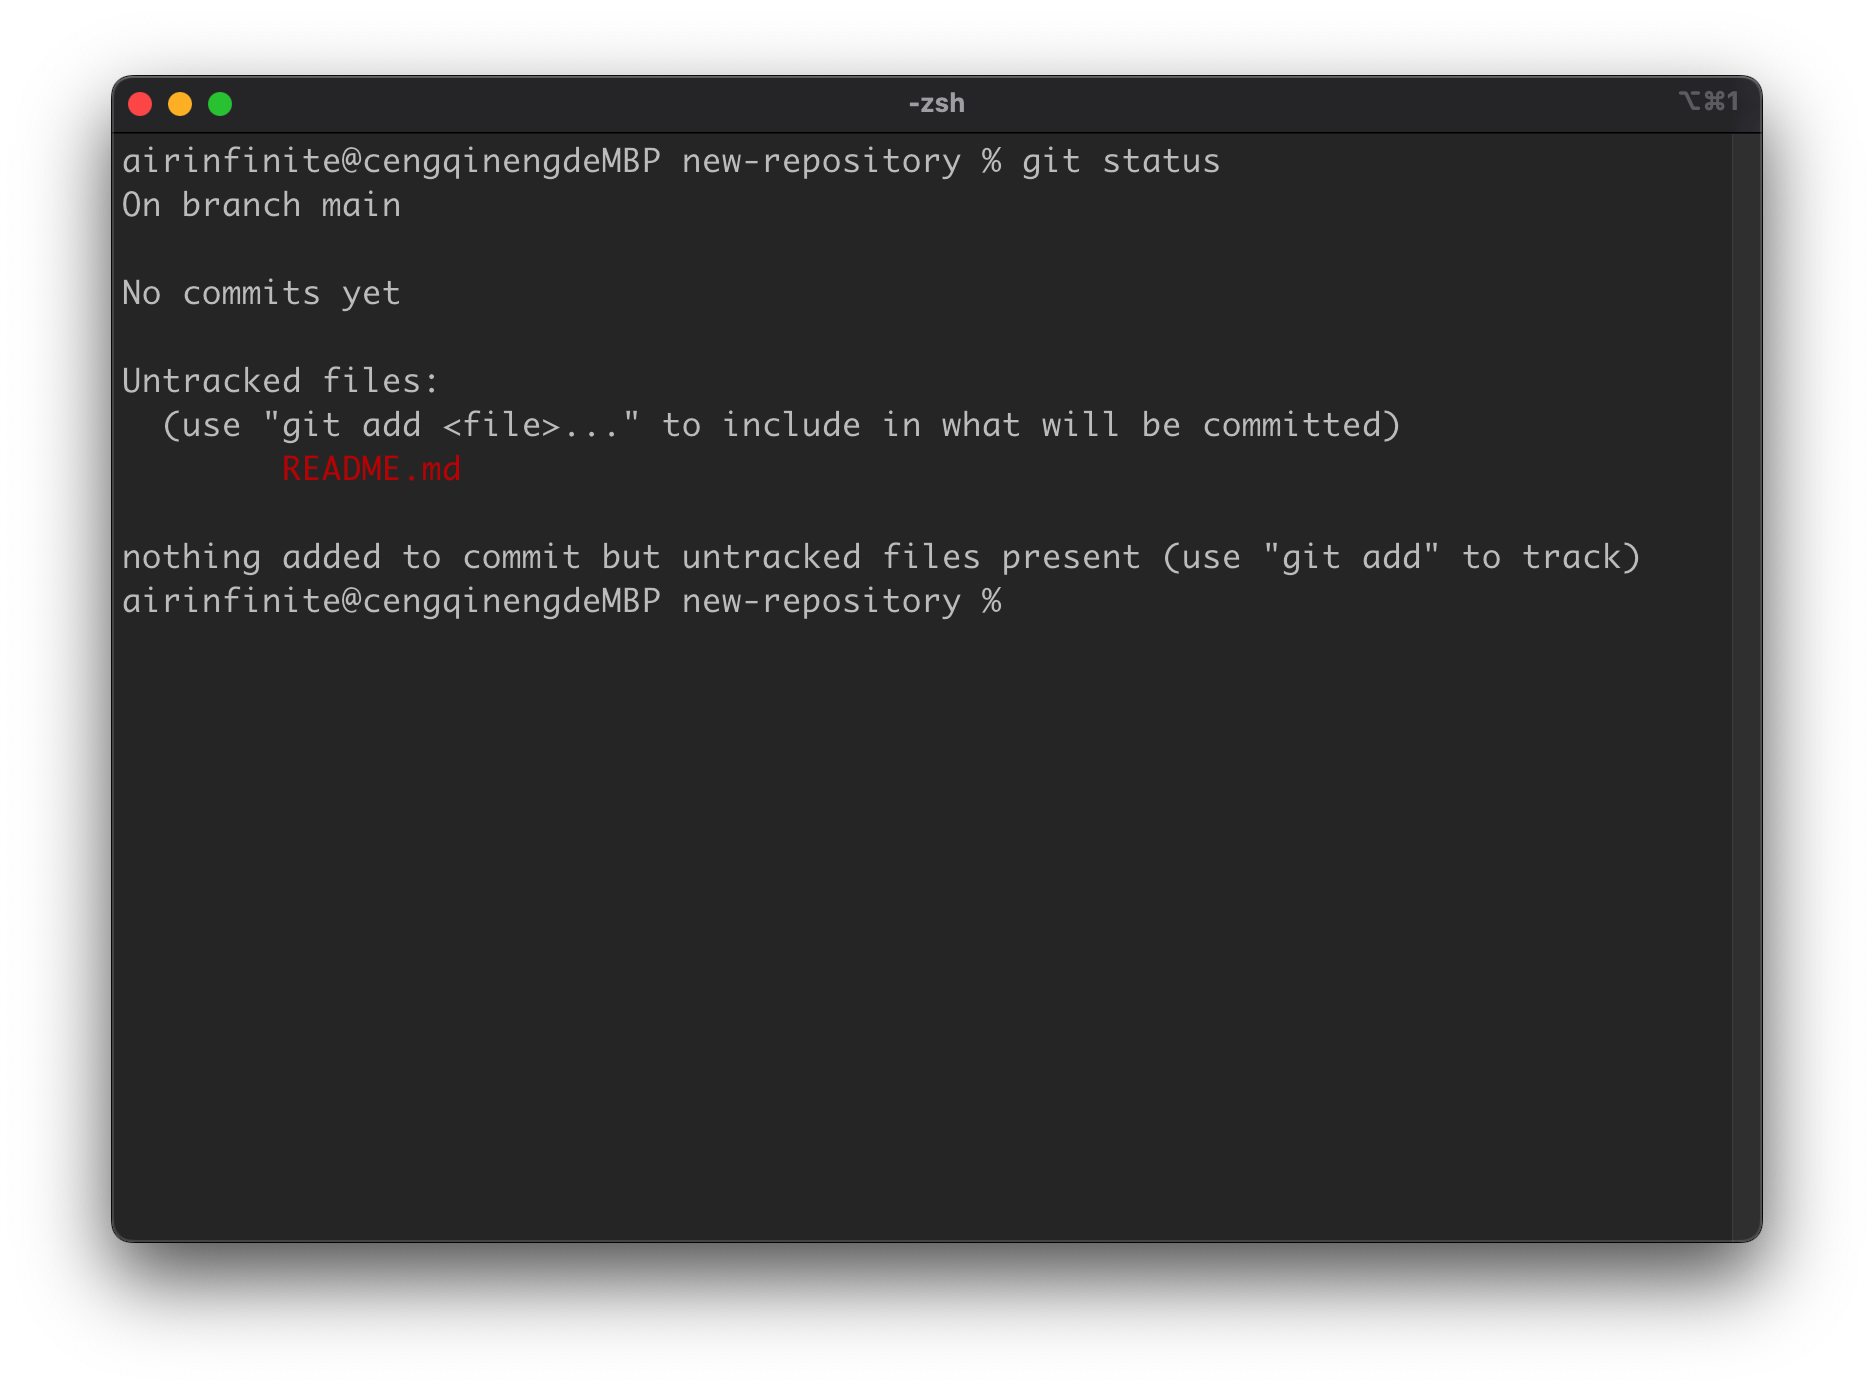 -zsh
⌥⌘1
airinfinite@cengqinengdeMBP new-repository % git status
On branch main
No commits yet
Untracked files:
  (use "git add <file>..." to include in what will be committed)
        README.md
nothing added to commit but untracked files present (use "git add" to track)
airinfinite@cengqinengdeMBP new-repository %